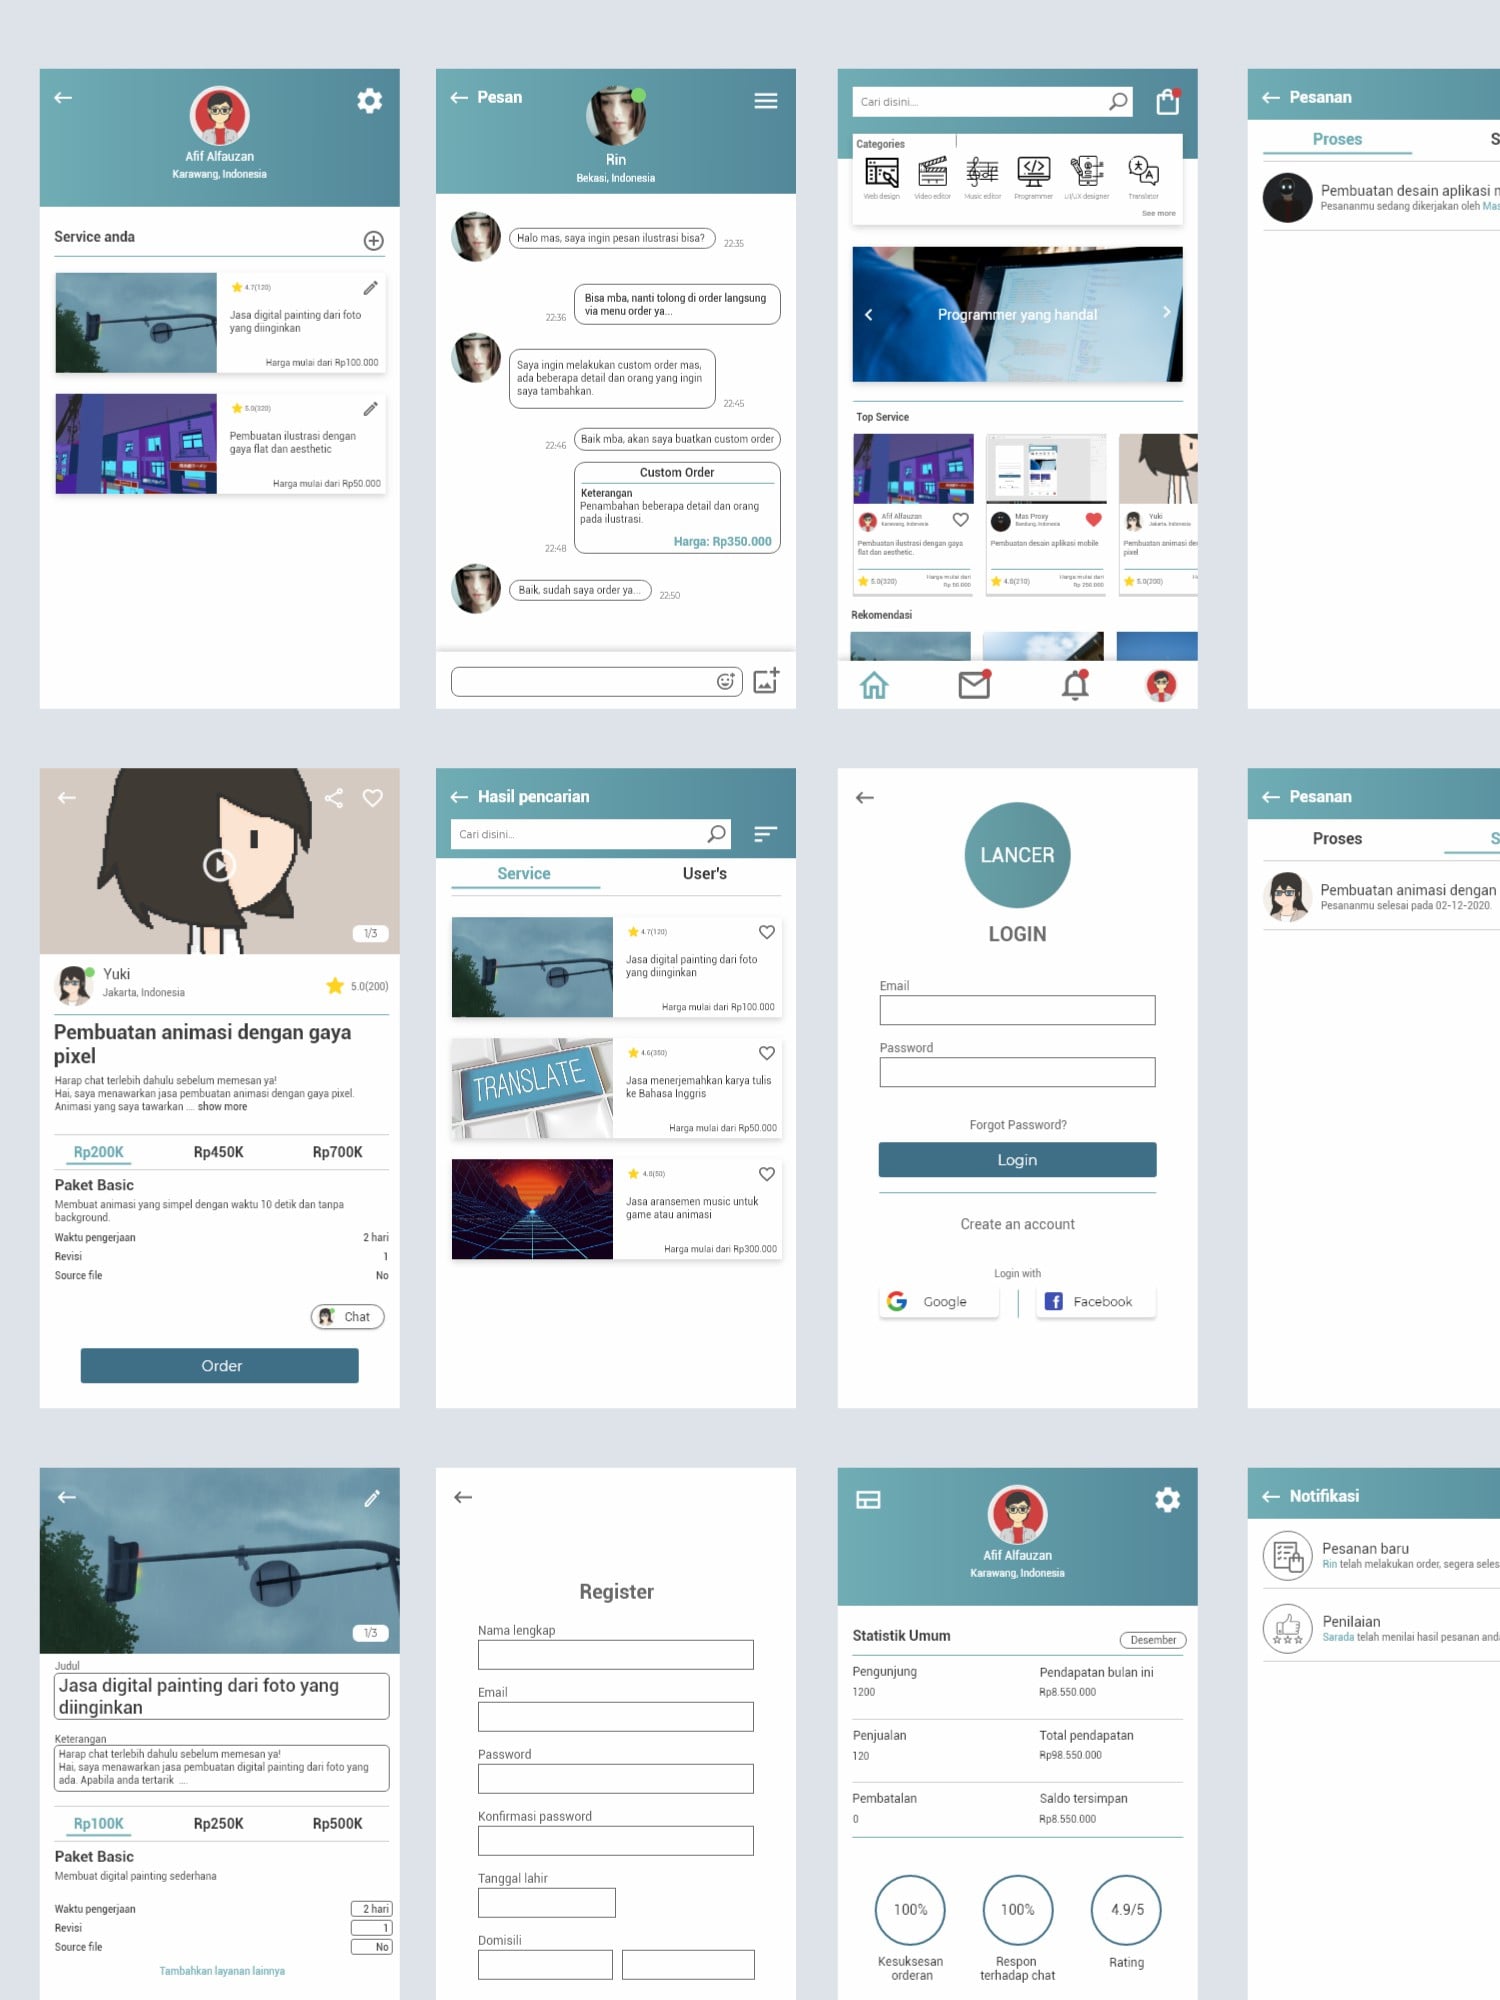 Afif Alfauzan
Karawang, Indonesia
Service anda
4.7(120)
Jasa digital painting dari foto
yang diinginkan
Harga mulai dari Rp100.000
5.0(320)
Pembuatan ilustrasi dengan
gaya flat dan aesthetic
Harga mulai dari Rp50.000
Pesan
Rin
Bekasi, Indonesia
Halo mas, saya ingin pesan ilustrasi bisa?
22:35
Bisa mba, nanti tolong di order langsung
via menu order ya...
22:36
Saya ingin melakukan custom order mas,
ada beberapa detail dan orang yang ingin
saya tambahkan.
22:45
Baik mba, akan saya buatkan custom order
22:46
Custom Order
Keterangan
Penambahan beberapa detail dan orang
pada ilustrasi.
Harga: Rp350.000
22:48
Baik, sudah saya order ya...
22:50
Cari disini...
Categories
Web design
Video editor
Music editor
Programmer
UI/UX designer
Translator
See more
Programmer yang handal
Top Service
Afif Alfauzan
Karawang, Indonesia
Pembuatan ilustrasi dengan gaya
flat dan aesthetic.
5.0(320)
Harga mulai dari
Rp 50.000
Mas Proxy
Bandung, Indonesia
Pembuatan desain aplikasi mobile
4.8(210)
Harga mulai dari
Rp 250.000
Yuki
Jakarta, Indonesia
Pembuatan animasi de
pixel
5.0(200)
Rekomendasi
Pesanan
Proses
S
Pembuatan desain aplikasi m
Pesananmu sedang dikerjakan oleh Mas
1/3
Yuki
Jakarta, Indonesia
5.0(200)
Pembuatan animasi dengan gaya
pixel
Harap chat terlebih dahulu sebelum memesan ya!
Hai, saya menawarkan jasa pembuatan animasi dengan gaya pixel.
Animasi yang saya tawarkan .... show more
Rp200K
Rp450K
Rp700K
Paket Basic
Membuat animasi yang simpel dengan waktu 10 detik dan tanpa
background.
Waktu pengerjaan 2 hari
Revisi 1
Source file No
Chat
Order
Hasil pencarian
Cari disini...
Service
User's
4.7(120)
Jasa digital painting dari foto
yang diinginkan
Harga mulai dari Rp100.000
TRANSLATE
4.6(350)
Jasa menerjemahkan karya tulis
ke Bahasa Inggris
Harga mulai dari Rp50.000
4.8(50)
Jasa aransemen music untuk
game atau animasi
Harga mulai dari Rp300.000
LANCER
LOGIN
Email
Password
Forgot Password?
Login
Create an account
Login with
Google
Facebook
Pesanan
Proses
S
Pembuatan animasi dengan
Pesananmu selesai pada 02-12-2020.
1/3
Judul
Jasa digital painting dari foto yang
diinginkan
Keterangan
Harap chat terlebih dahulu sebelum memesan ya!
Hai, saya menawarkan jasa pembuatan digital painting dari foto yang
ada. Apabila anda tertarik ....
Rp100K
Rp250K
Rp500K
Paket Basic
Membuat digital painting sederhana
Waktu pengerjaan 2 hari
Revisi 1
Source file No
Tambahkan layanan lainnya
Register
Nama lengkap
Email
Password
Konfirmasi password
Tanggal lahir
Domisili
Afif Alfauzan
Karawang, Indonesia
Statistik Umum
Desember
Pengunjung
1200
Pendapatan bulan ini
Rp8.550.000
Penjualan
120
Total pendapatan
Rp98.550.000
Pembatalan
0
Saldo tersimpan
Rp8.550.000
100%
100%
4.9/5
Kesuksesan
orderan
Respon
terhadap chat
Rating
Notifikasi
Pesanan baru
Rin telah melakukan order, segera seles
Penilaian
Sarada telah menilai hasil pesanan anda